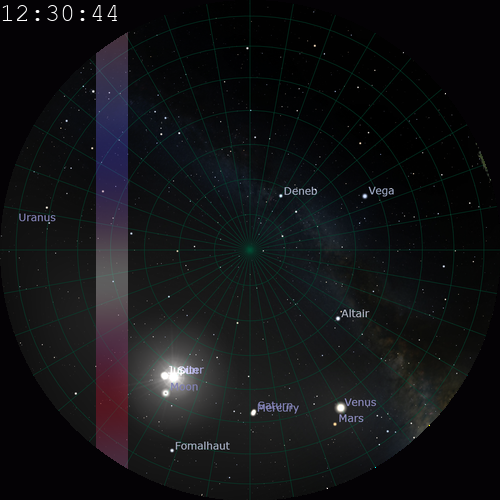 12:30:44
Deneb
Vega
Uranus
Altair
Moon
Saturn
Mercury
Venus
Mars
Fomalhaut